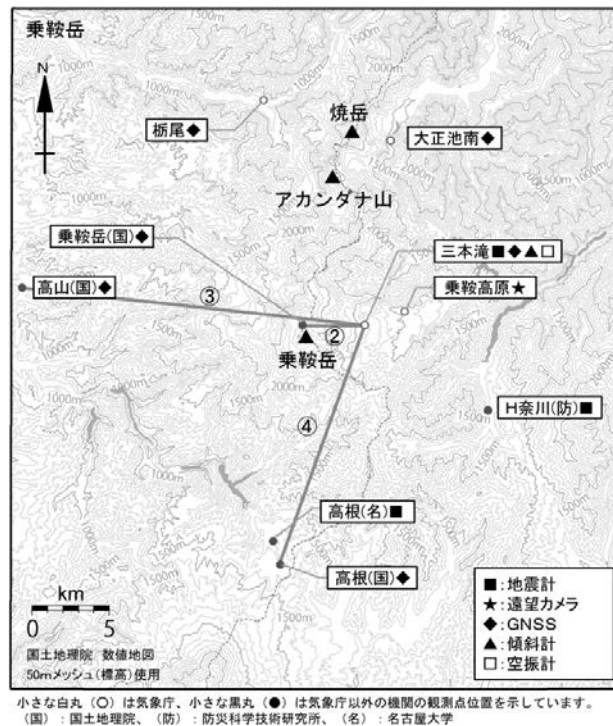 乗鞍岳
N
栃尾◆
焼岳
大正池南◆
アカンダナ山
乗鞍岳(国)◆
三本滝■◆▲□
高山(国)◆
③
乗鞍高原★
②
乗鞍岳
H奈川(防)■
④
高根(名)■
高根(国)◆
km
0 5
国土地理院 数値地図
50mメッシュ(標高)使用
■:地震計
★:遠望カメラ
◆:GNSS
▲:傾斜計
□:空振計
小さな白丸(○)は気象庁、小さな黒丸(●)は気象庁以外の機関の観測点位置を示しています。
(国):国土地理院、(防):防災科学技術研究所、(名):名古屋大学